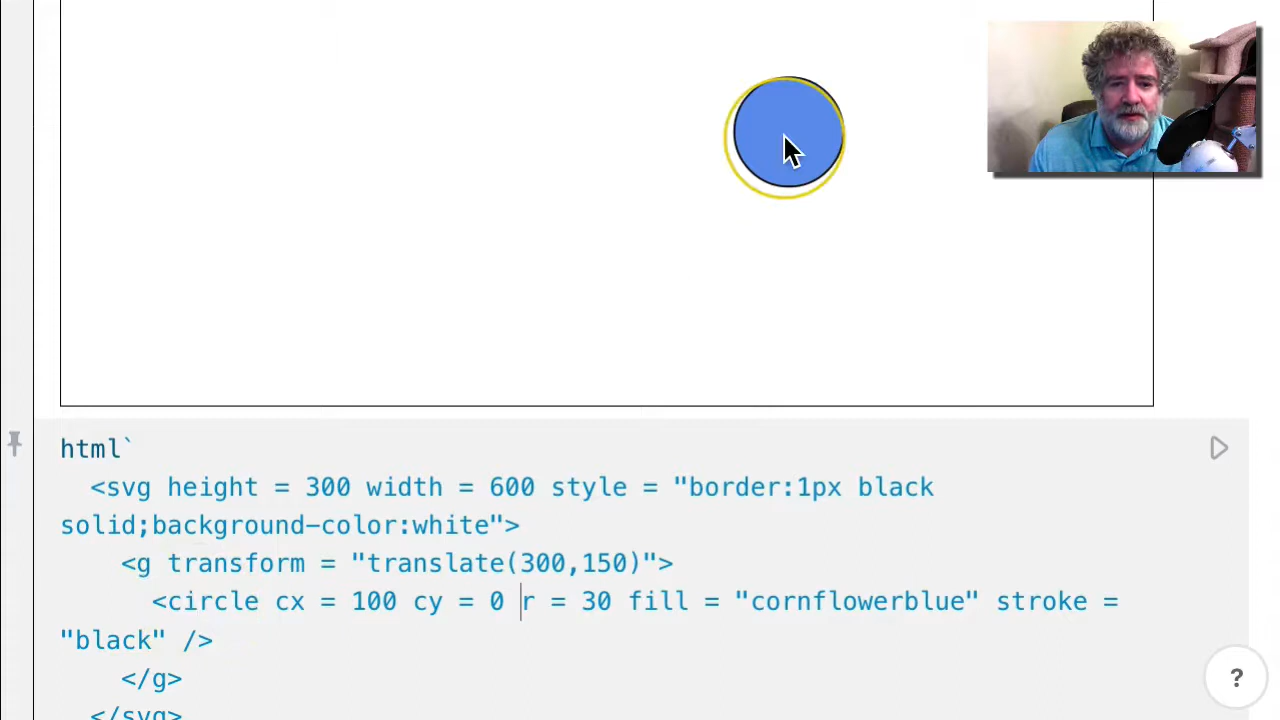 html`
<svg height = 300 width = 600 style = "border:1px black
solid;background-color:white">
<g transform = "translate(300,150)">
<circle cx = 100 cy = 0 r = 30 fill = "cornflowerblue" stroke =
"black" />
</g>
</svg>
?